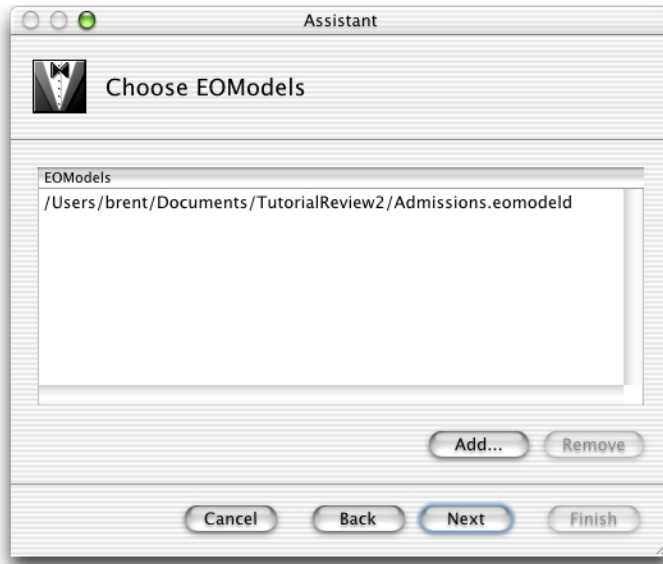 Assistant
Choose EOModels
EOModels
/Users/brent/Documents/TutorialReview2/Admissions.eomodeld
Add... Remove
Cancel Back Next Finish